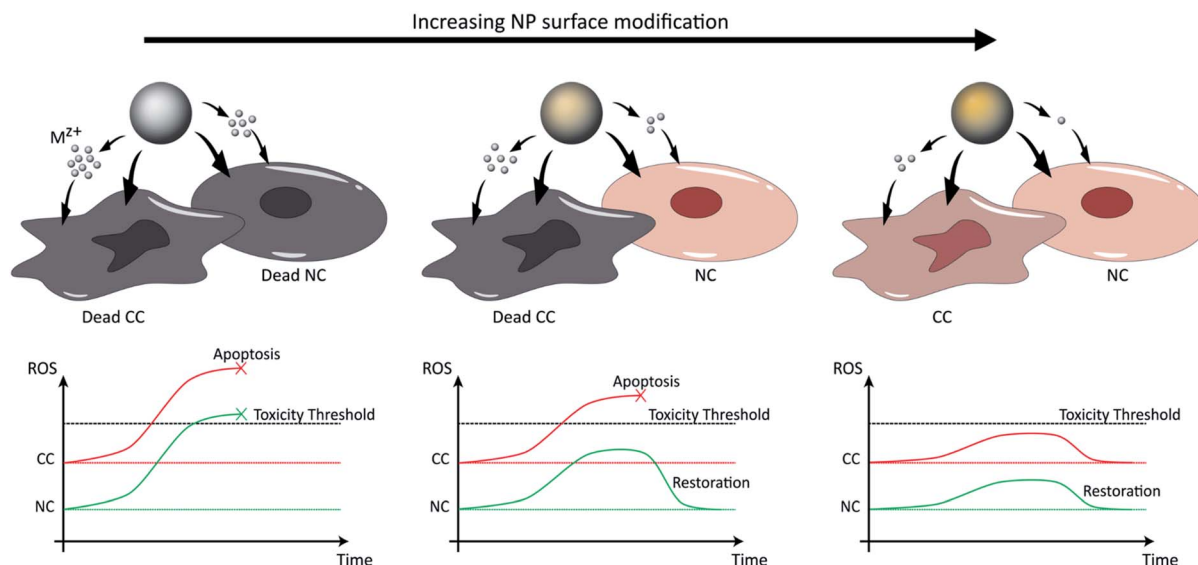 Increasing NP surface modification
M^z+
Dead NC
Dead CC
NC
Dead CC
NC
CC
ROS
Apoptosis
Toxicity Threshold
CC
NC
Time
ROS
Apoptosis
Toxicity Threshold
CC
Restoration
NC
Time
ROS
Toxicity Threshold
CC
Restoration
NC
Time